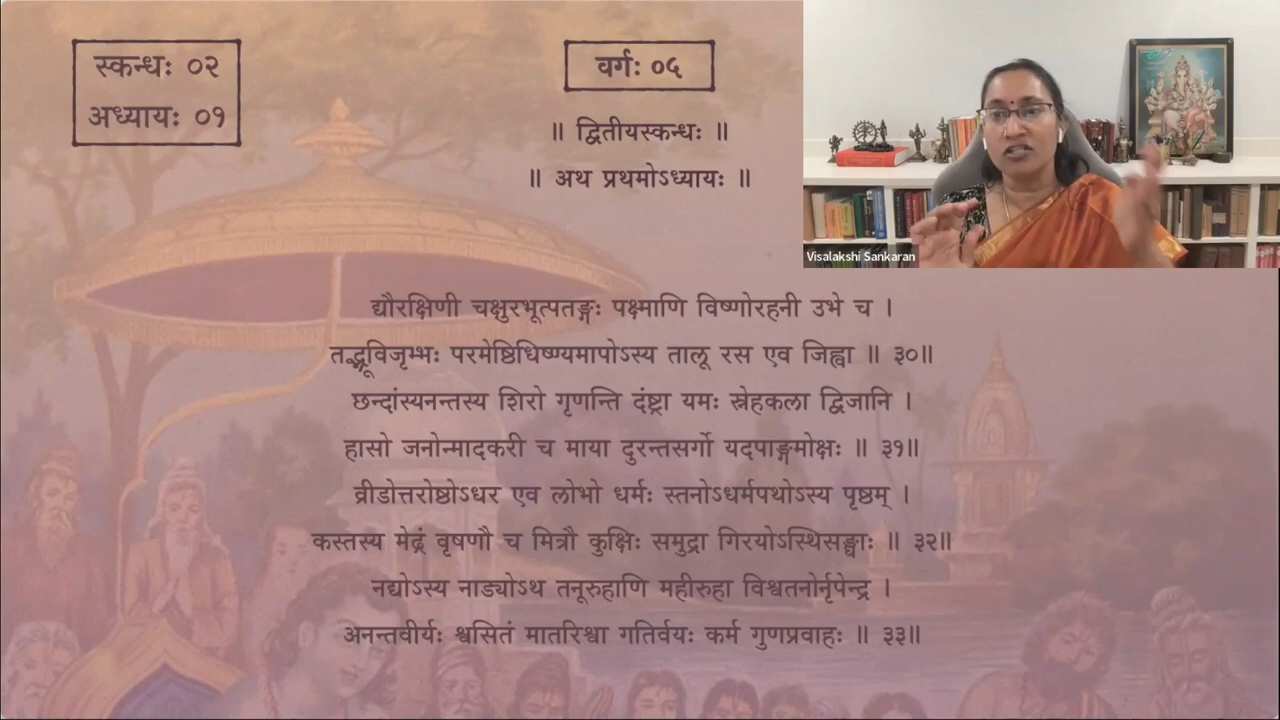 स्कन्धः ०२
अध्यायः ०१
वर्गः ०५
॥ द्वितीयस्कन्धः ॥
॥ अथ प्रथमोऽध्यायः ॥
Visalakshi Sankaran
द्यौरक्षिणी चक्षुरभूत्पतङ्गः पक्ष्माणि विष्णोरहनी उभे च ।
तद्भ्रूविजृम्भः परमेष्ठिधिष्ण्यमापोऽस्य तालू रस एव जिह्वा ॥ ३०॥
छन्दांस्यनन्तस्य शिरो गृणन्ति दंष्ट्रा यमः स्नेहकला द्विजानि ।
हासो जनोन्मादकरी च माया दुरन्तसर्गो यदपाङ्गमोक्षः ॥ ३१॥
व्रीडोत्तरोष्ठोऽधर एव लोभो धर्मः स्तनोऽधर्मपथोऽस्य पृष्ठम् ।
कस्तस्य मेढ्रं वृषणौ च मित्रौ कुक्षिः समुद्रा गिरयोऽस्थिसङ्घाः ॥ ३२॥
नद्योऽस्य नाड्योऽथ तनूरुहाणि महीरुहा विश्वतनोर्नृपेन्द्र ।
अनन्तवीर्यः श्वसितं मातरिश्वा गतिर्वयः कर्म गुणप्रवाहः ॥ ३३॥